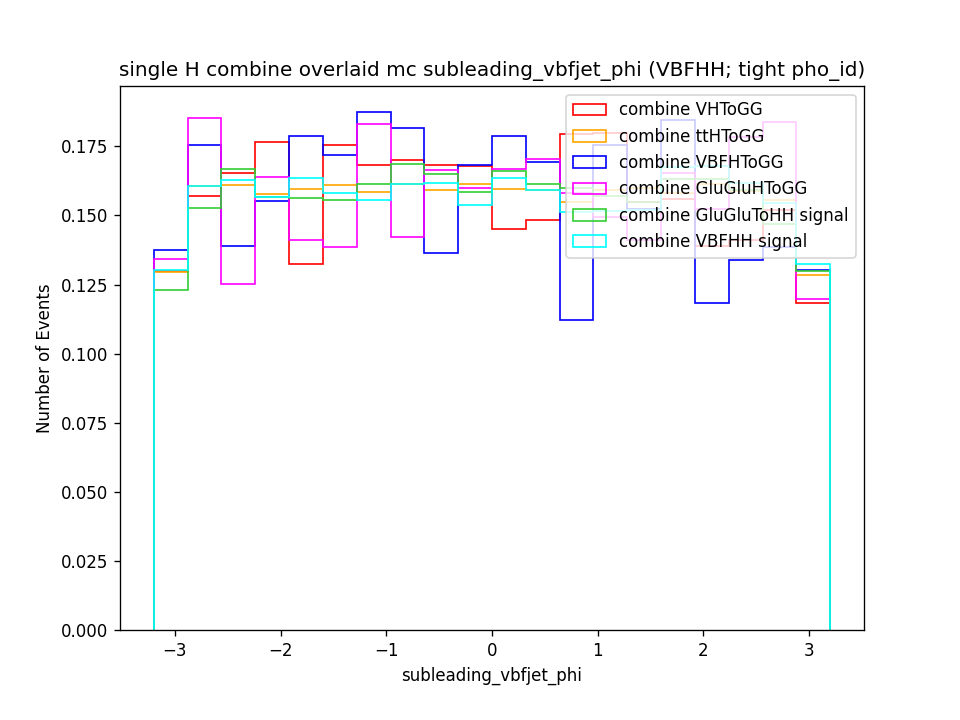 single H combine overlaid mc subleading_vbfjet_phi (VBFHH; tight pho_id)
combine VHToGG
combine ttHToGG
combine VBFHToGG
combine GluGluHToGG
combine GluGluToHH signal
combine VBFHH signal
Number of Events
0.175
0.150
0.125
0.100
0.075
0.050
0.025
0.000
−3 −2 −1 0 1 2 3
subleading_vbfjet_phi